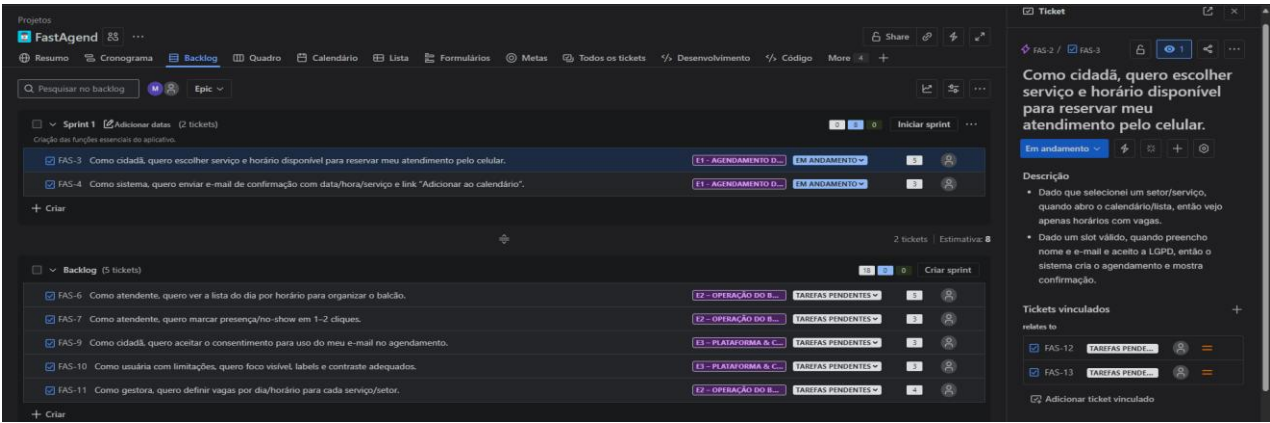 Projetos
FastAgend
Share
Resumo Cronograma Backlog Quadro Calendário Lista Formulários Metas Todos os tickets Desenvolvimento Código More 4
Pesquisar no backlog M Epic
Sprint 1 Adicionar datas (2 tickets) 0 8 0 Iniciar sprint
Criação das funções essenciais do aplicativo.
FAS-3 Como cidadã, quero escolher serviço e horário disponível para reservar meu atendimento pelo celular. E1 - AGENDAMENTO D... EM ANDAMENTO 5
FAS-4 Como sistema, quero enviar e-mail de confirmação com data/hora/serviço e link "Adicionar ao calendário". E1 - AGENDAMENTO D... EM ANDAMENTO 3
+ Criar
2 tickets | Estimativa: 8
Backlog (5 tickets) 18 0 0 Criar sprint
FAS-6 Como atendente, quero ver a lista do dia por horário para organizar o balcão. E2 – OPERAÇÃO DO B... TAREFAS PENDENTES 5
FAS-7 Como atendente, quero marcar presença/no-show em 1–2 cliques. E2 – OPERAÇÃO DO B... TAREFAS PENDENTES 3
FAS-9 Como cidadã, quero aceitar o consentimento para uso do meu e-mail no agendamento. E3 – PLATAFORMA & C... TAREFAS PENDENTES 3
FAS-10 Como usuária com limitações, quero foco visível, labels e contraste adequados. E3 – PLATAFORMA & C... TAREFAS PENDENTES 3
FAS-11 Como gestora, quero definir vagas por dia/horário para cada serviço/setor. E2 – OPERAÇÃO DO B... TAREFAS PENDENTES 4
+ Criar
Ticket
FAS-2 / FAS-3 1
Como cidadã, quero escolher
serviço e horário disponível
para reservar meu
atendimento pelo celular.
Em andamento
Descrição
• Dado que selecionei um setor/serviço,
quando abro o calendário/lista, então vejo
apenas horários com vagas.
• Dado um slot válido, quando preencho
nome e e-mail e aceito a LGPD, então o
sistema cria o agendamento e mostra
confirmação.
Tickets vinculados
relates to
FAS-12 TAREFAS PENDE...
FAS-13 TAREFAS PENDE...
Adicionar ticket vinculado